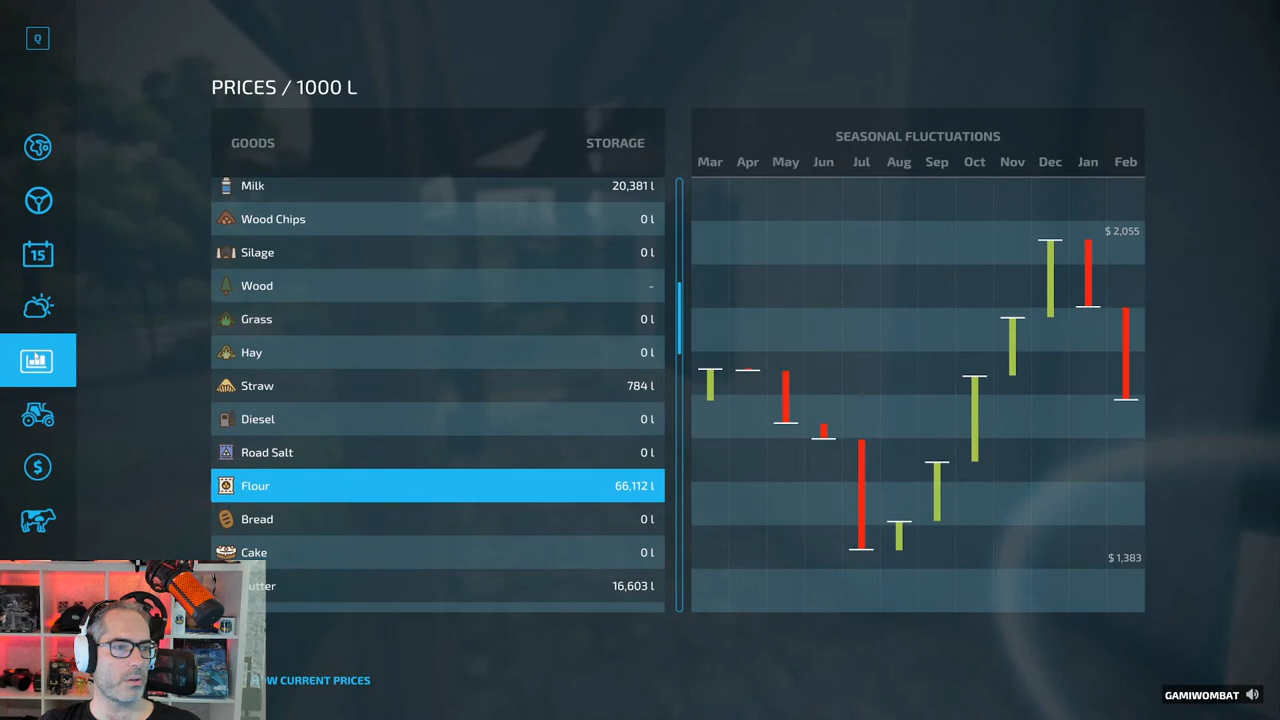 Q
PRICES / 1000 L
GOODS STORAGE
Milk 20,381 l
Wood Chips 0 l
Silage 0 l
Wood -
Grass 0 l
Hay 0 l
Straw 784 l
Diesel 0 l
Road Salt 0 l
Flour 66,112 l
Bread 0 l
Cake 0 l
utter 16,603 l
SEASONAL FLUCTUATIONS
Mar Apr May Jun Jul Aug Sep Oct Nov Dec Jan Feb
$ 2,055
$ 1,383
15
$
OW CURRENT PRICES
GAMIWOMBAT